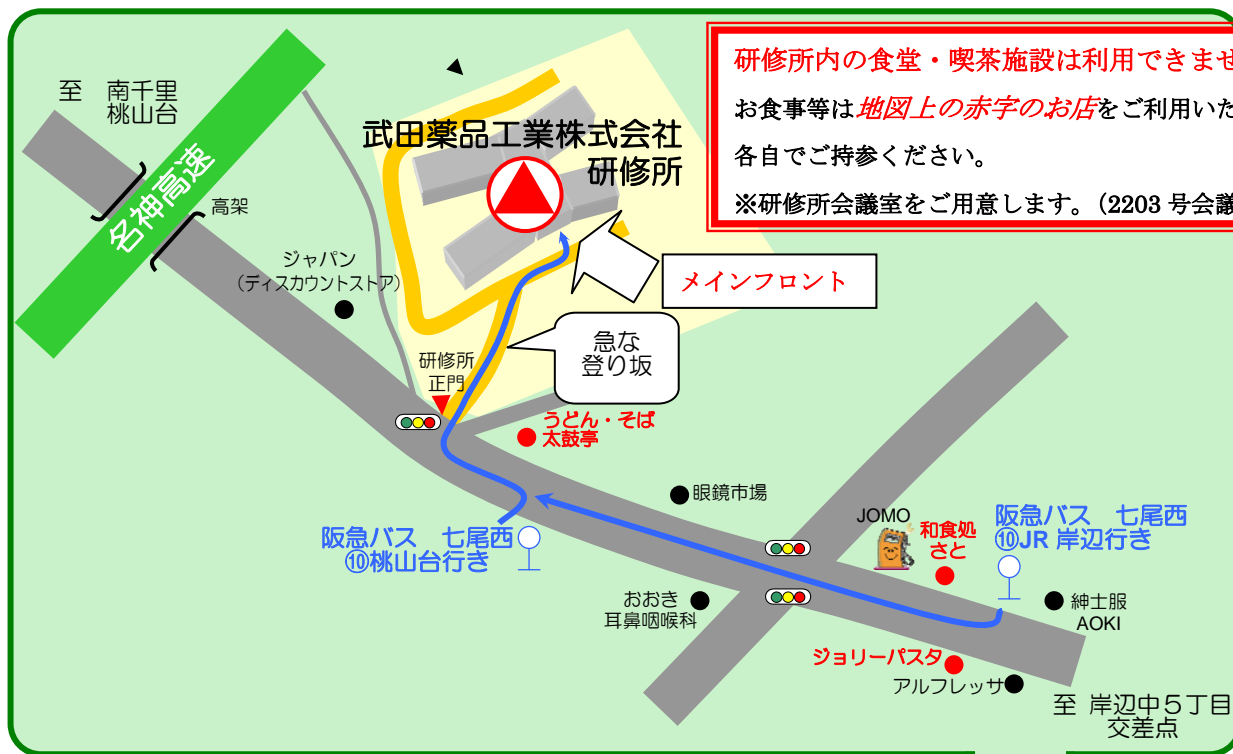 研修所内の食堂・喫茶施設は利用できませ
お食事等は地図上の赤字のお店をご利用いた
各自でご持参ください。
※研修所会議室をご用意します。（2203 号会議
至　南千里
桃山台
名神高速
高架
武田薬品工業株式会社
研修所
メインフロント
ジャパン
（ディスカウントストア）
急な
登り坂
研修所
正門
うどん・そば
太鼓亭
眼鏡市場
阪急バス　七尾西
⑩桃山台行き
JOMO
和食処
さと
阪急バス　七尾西
⑩JR 岸辺行き
おおき
耳鼻咽喉科
紳士服
AOKI
ジョリーパスタ
アルフレッサ
至 岸辺中５丁目
交差点